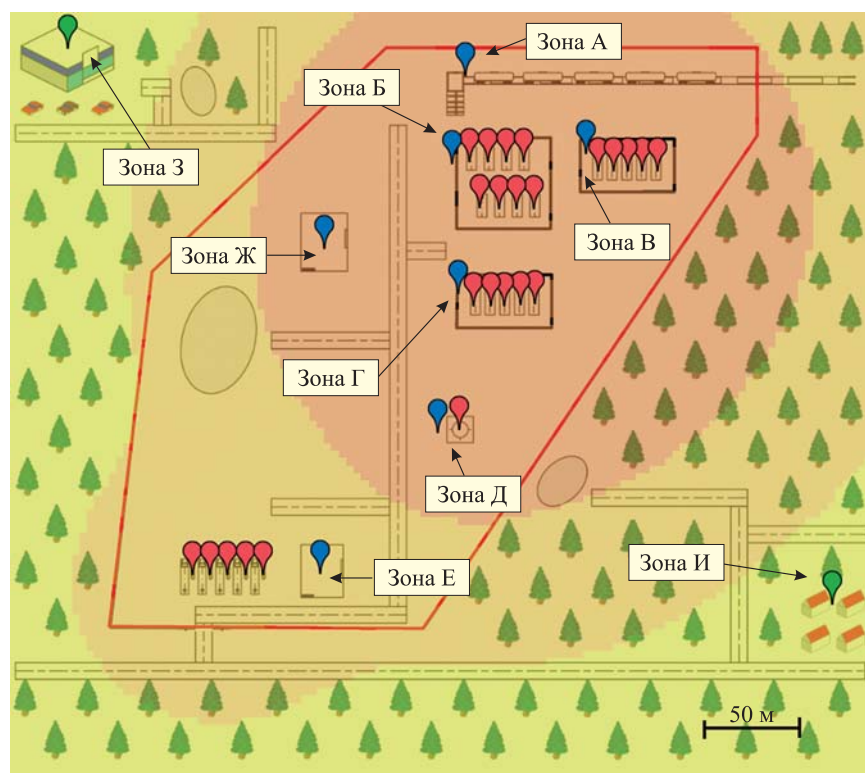 Зона А
Зона Б
Зона З
Зона В
Зона Ж
Зона Г
Зона Д
Зона И
Зона Е
50 м